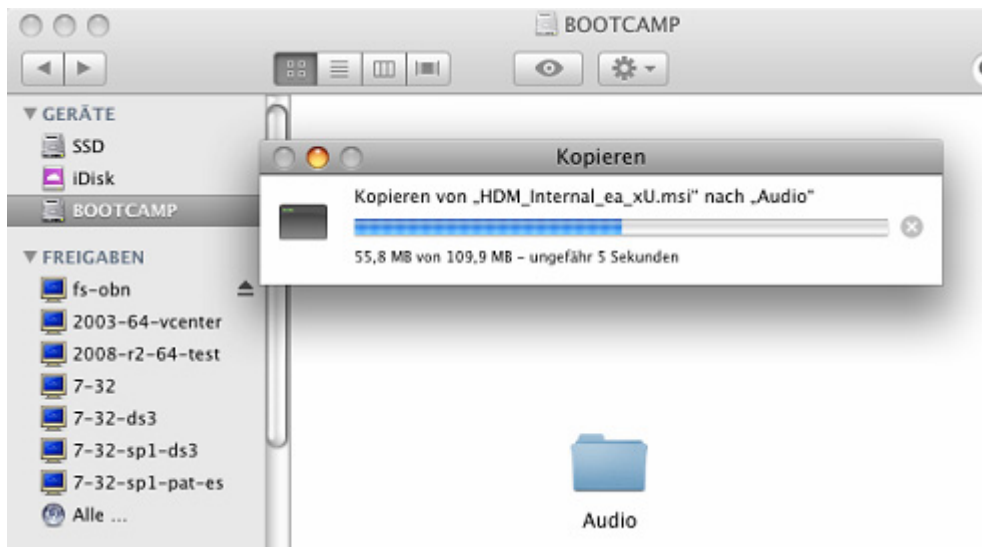 BOOTCAMP
GERÄTE
SSD
iDisk
BOOTCAMP
FREIGABEN
fs-obn
2003-64-vcenter
2008-r2-64-test
7-32
7-32-ds3
7-32-sp1-ds3
7-32-sp1-pat-es
Alle ...
Kopieren
Kopieren von „HDM_Internal_ea_xU.msi“ nach „Audio“
55,8 MB von 109,9 MB – ungefähr 5 Sekunden
Audio